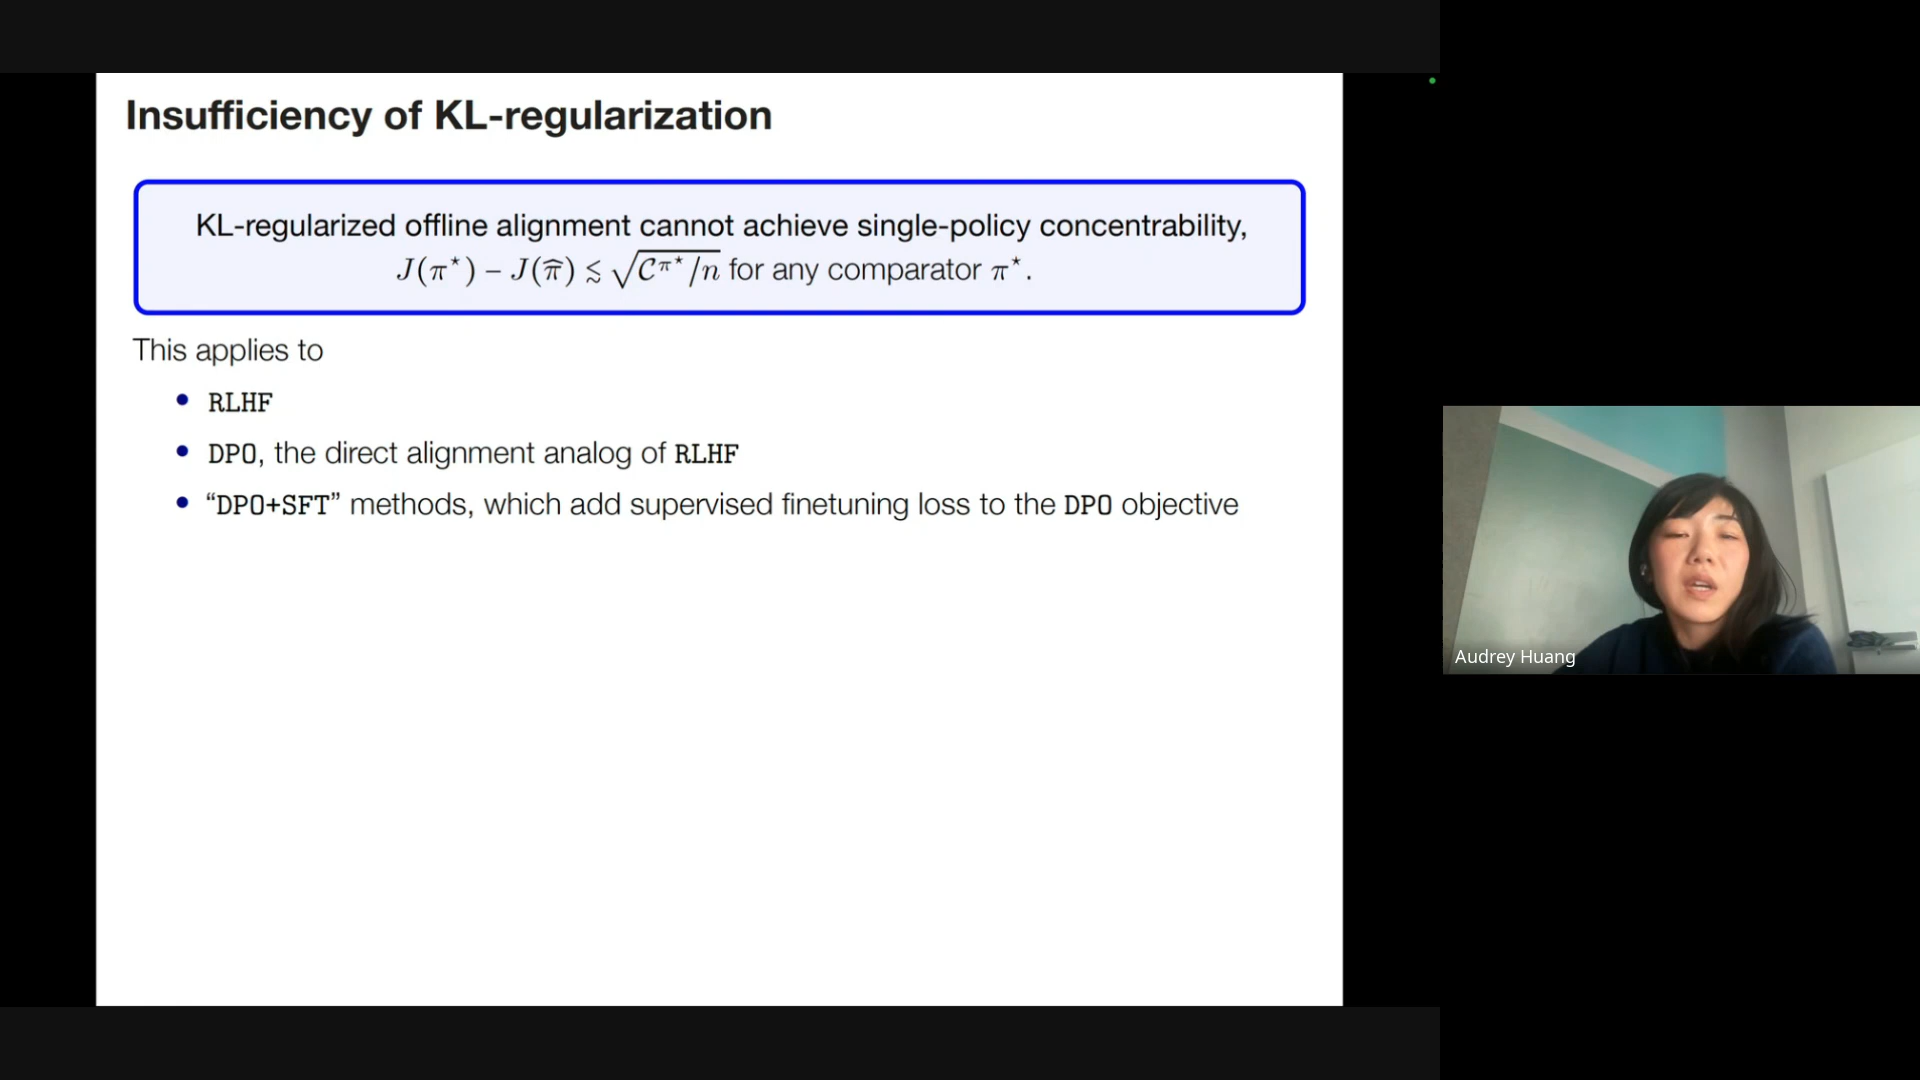 Insufficiency of KL-regularization
KL-regularized offline alignment cannot achieve single-policy concentrability,
J(π⋆) − J(π̂) ≲ √(𝒞^{π⋆}/n) for any comparator π⋆.
This applies to
• RLHF
• DPO, the direct alignment analog of RLHF
• “DPO+SFT” methods, which add supervised finetuning loss to the DPO objective
Audrey Huang